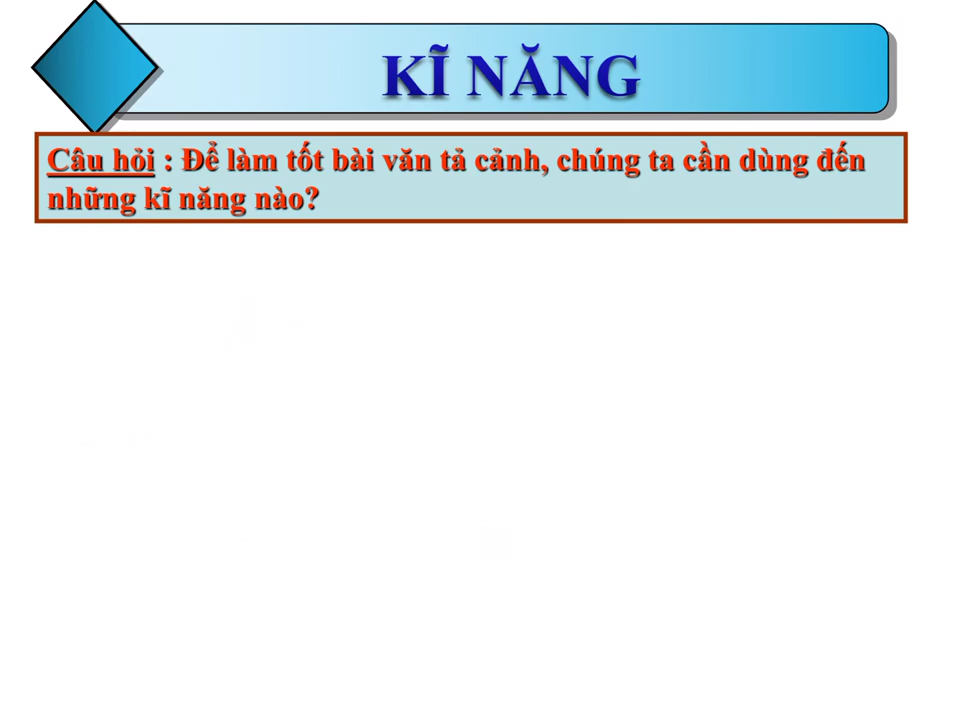 KĨ NĂNG
Câu hỏi : Để làm tốt bài văn tả cảnh, chúng ta cần dùng đến
những kĩ năng nào?